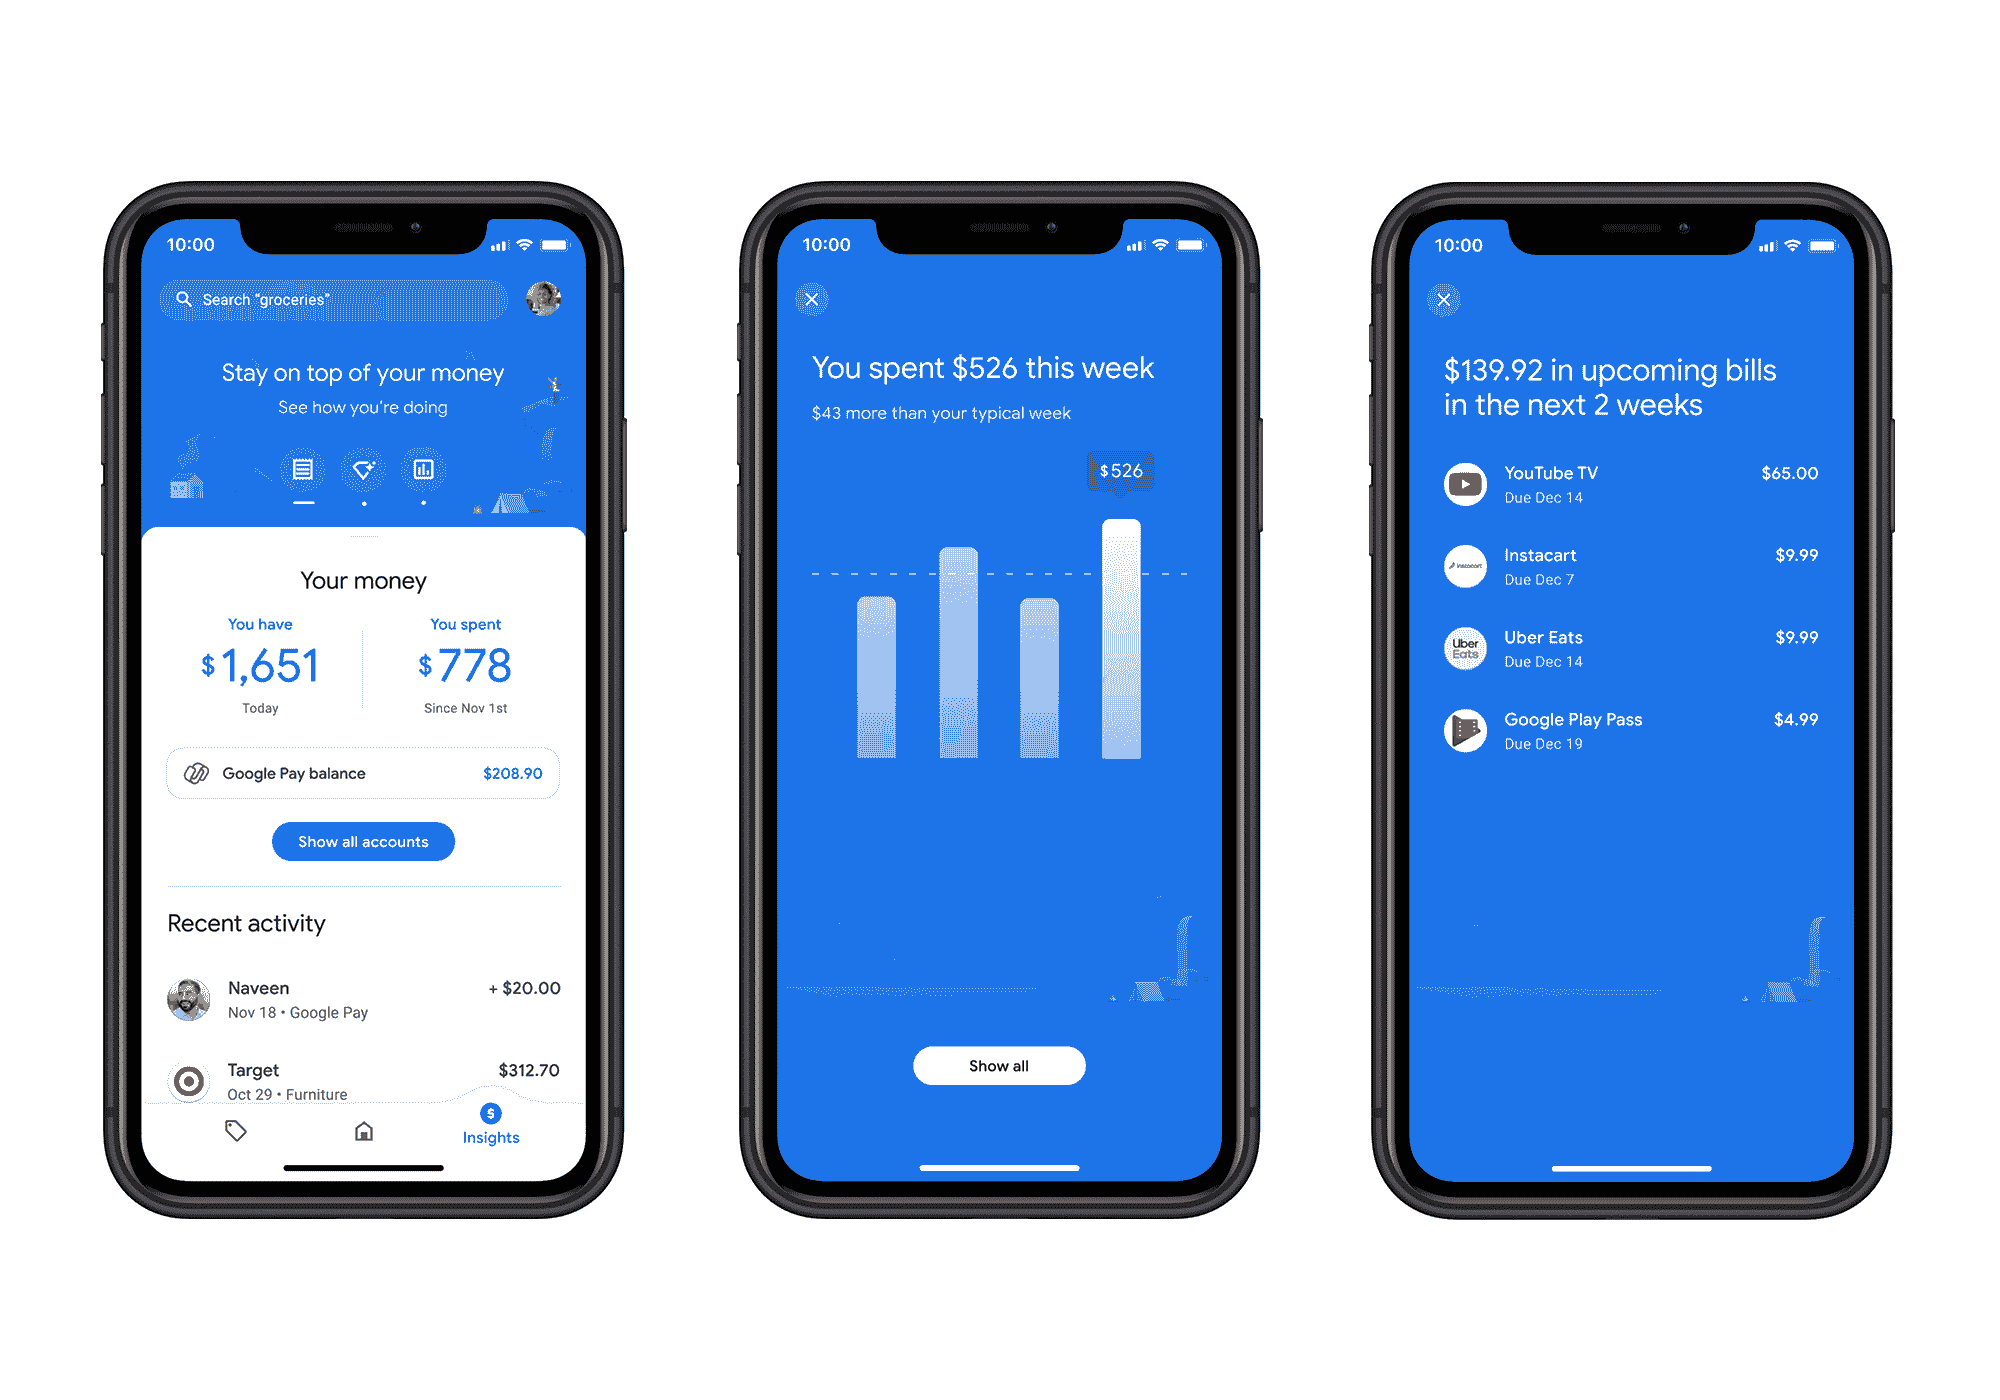 10:00
Search "groceries"
Stay on top of your money
See how you're doing
Your money
You have
$1,651
Today
You spent
$778
Since Nov 1st
Google Pay balance
$208.90
Show all accounts
Recent activity
Naveen
+ $20.00
Nov 18 • Google Pay
Target
$312.70
Oct 29 • Furniture
$
Insights
10:00
You spent $526 this week
$43 more than your typical week
$526
Show all
10:00
$139.92 in upcoming bills
in the next 2 weeks
YouTube TV
$65.00
Due Dec 14
instacart
Instacart
$9.99
Due Dec 7
Uber
Eats
Uber Eats
$9.99
Due Dec 14
Google Play Pass
$4.99
Due Dec 19